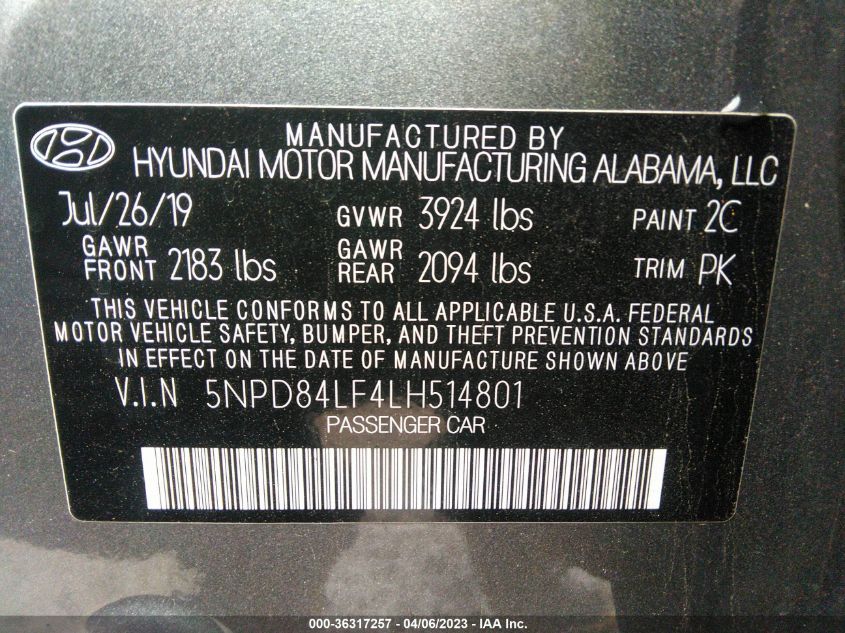 MANUFACTURED BY
HYUNDAI MOTOR MANUFACTURING ALABAMA, LLC
Jul/26/19 GVWR 3924 lbs PAINT 2C
GAWR FRONT 2183 lbs GAWR REAR 2094 lbs TRIM PK
THIS VEHICLE CONFORMS TO ALL APPLICABLE U.S.A. FEDERAL
MOTOR VEHICLE SAFETY, BUMPER, AND THEFT PREVENTION STANDARDS
IN EFFECT ON THE DATE OF MANUFACTURE SHOWN ABOVE
V.I.N 5NPD84LF4LH514801
PASSENGER CAR
000-36317257 - 04/06/2023 - IAA Inc.